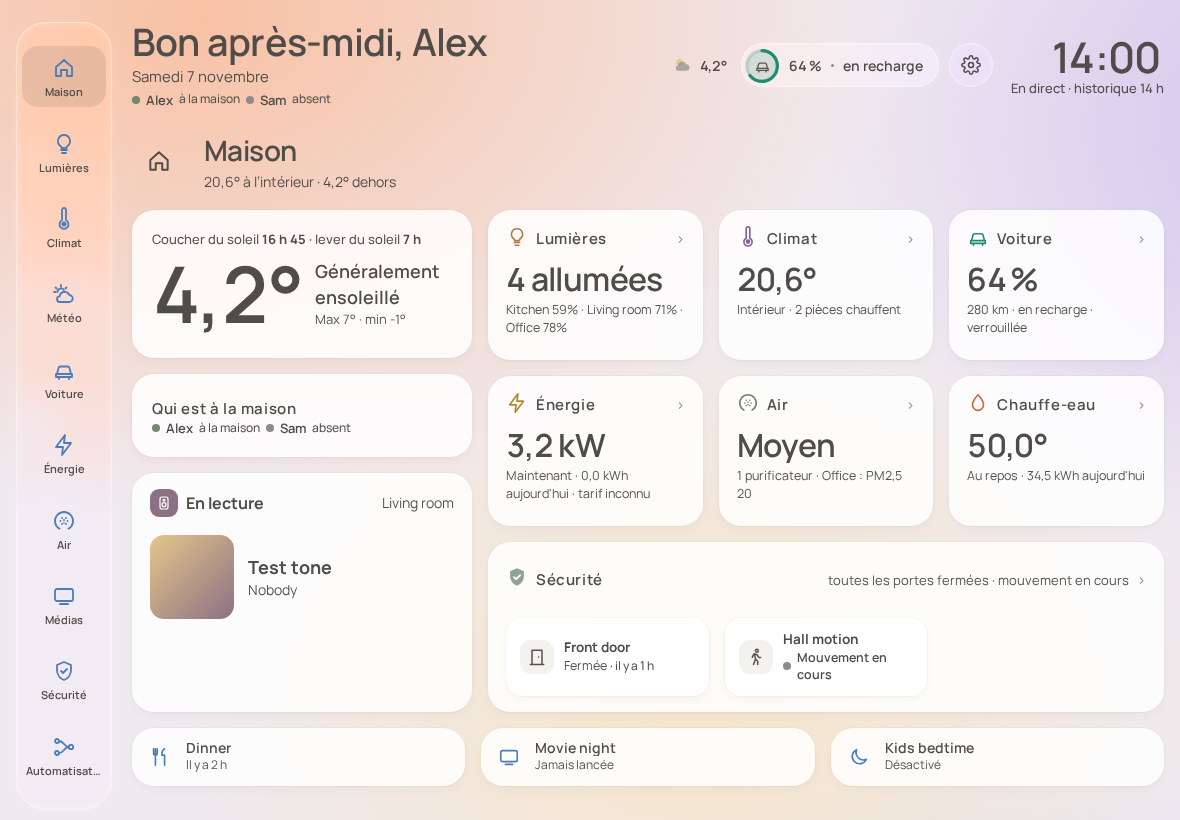 Bon après-midi, Alex
Samedi 7 novembre
Alex à la maison Sam absent
4,2°
64 % • en recharge
14:00
En direct · historique 14 h
Maison
Lumières
Climat
Météo
Voiture
Énergie
Air
Médias
Sécurité
Automatisat…
Maison
20,6° à l'intérieur · 4,2° dehors
Coucher du soleil 16 h 45 · lever du soleil 7 h
4,2°
Généralement
ensoleillé
Max 7° · min -1°
Qui est à la maison
Alex à la maison Sam absent
En lecture
Living room
Test tone
Nobody
Lumières
4 allumées
Kitchen 59% · Living room 71% ·
Office 78%
Climat
20,6°
Intérieur · 2 pièces chauffent
Voiture
64 %
280 km · en recharge ·
verrouillée
Énergie
3,2 kW
Maintenant · 0,0 kWh
aujourd'hui · tarif inconnu
Air
Moyen
1 purificateur · Office : PM2,5
20
Chauffe-eau
50,0°
Au repos · 34,5 kWh aujourd'hui
Sécurité
toutes les portes fermées · mouvement en cours
Front door
Fermée · il y a 1 h
Hall motion
Mouvement en
cours
Dinner
Il y a 2 h
Movie night
Jamais lancée
Kids bedtime
Désactivé